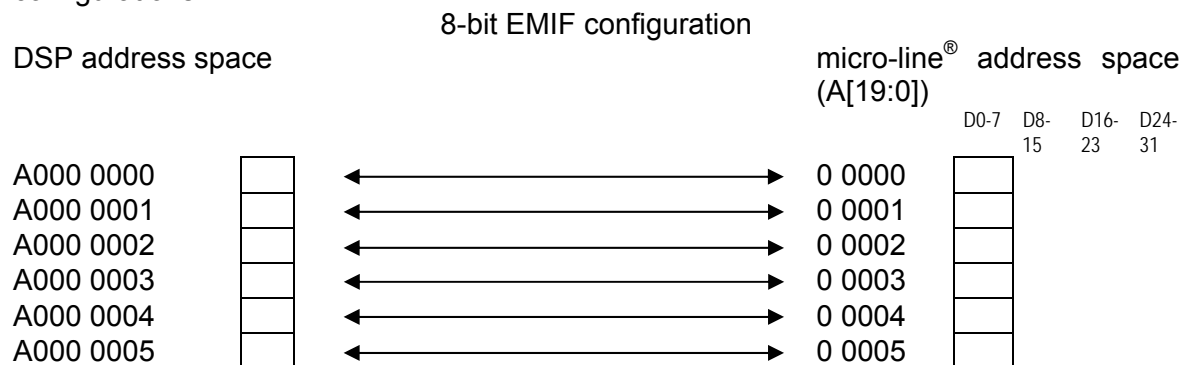 8-bit EMIF configuration
DSP address space
micro-line® address space
(A[19:0])
D0-7 D8-15 D16-23 D24-31
A000 0000 0 0000
A000 0001 0 0001
A000 0002 0 0002
A000 0003 0 0003
A000 0004 0 0004
A000 0005 0 0005